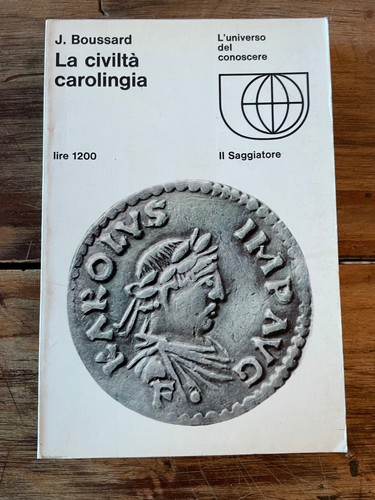 J. Boussard
La civiltà
carolingia
lire 1200
L'universo
del
conoscere
Il Saggiatore
KAROLVS IMP AVG
F